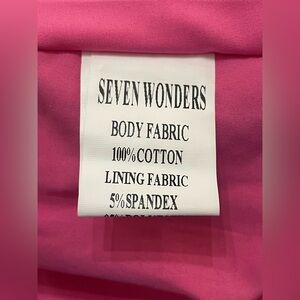 SEVEN WONDERS
BODY FABRIC
100%COTTON
LINING FABRIC
5%SPANDEX